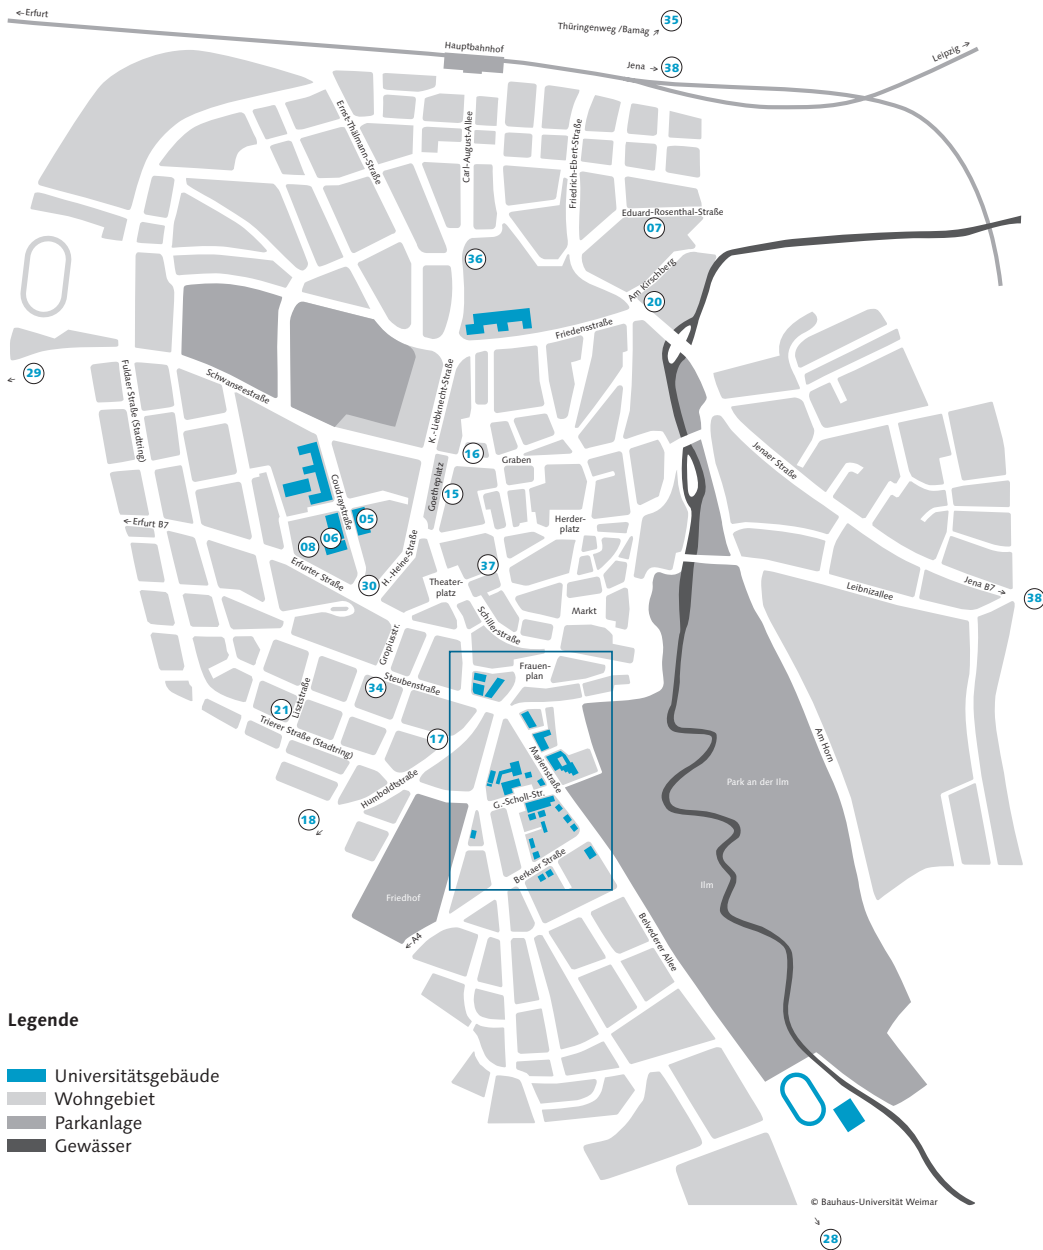 ←Erfurt
35
Thüringenweg /Bamag ↗
Hauptbahnhof
Jena → 38
Leipzig →
Ernst-Thälmann-Straße
Carl-August-Allee
Friedrich-Ebert-Straße
Eduard-Rosenthal-Straße
07
36
Am Kirschberg
20
Friedensstraße
← 29
Fuldaer Straße (Stadtring)
Schwanseestraße
K.-Liebknecht-Straße
16
Graben
Jenaer Straße
Goetheplatz
15
Coudraystraße
05
06
08
←Erfurt B7
Herder-
platz
H.-Heine-Straße
37
Erfurter Straße
30
Theater-
platz
Leibnizallee
Jena B7 →
38
Markt
Schillerstraße
Gropiusstr.
Frauen-
plan
34
Steubenstraße
21
Lisztstraße
Trierer Straße (Stadtring)
17
Marienstraße
Am Horn
Park an der Ilm
Humboldtstraße
G.-Scholl-Str.
18
Berkaer Straße
Ilm
Friedhof
←A4
Belvederer Allee
Legende
Universitätsgebäude
Wohngebiet
Parkanlage
Gewässer
© Bauhaus-Universität Weimar
28